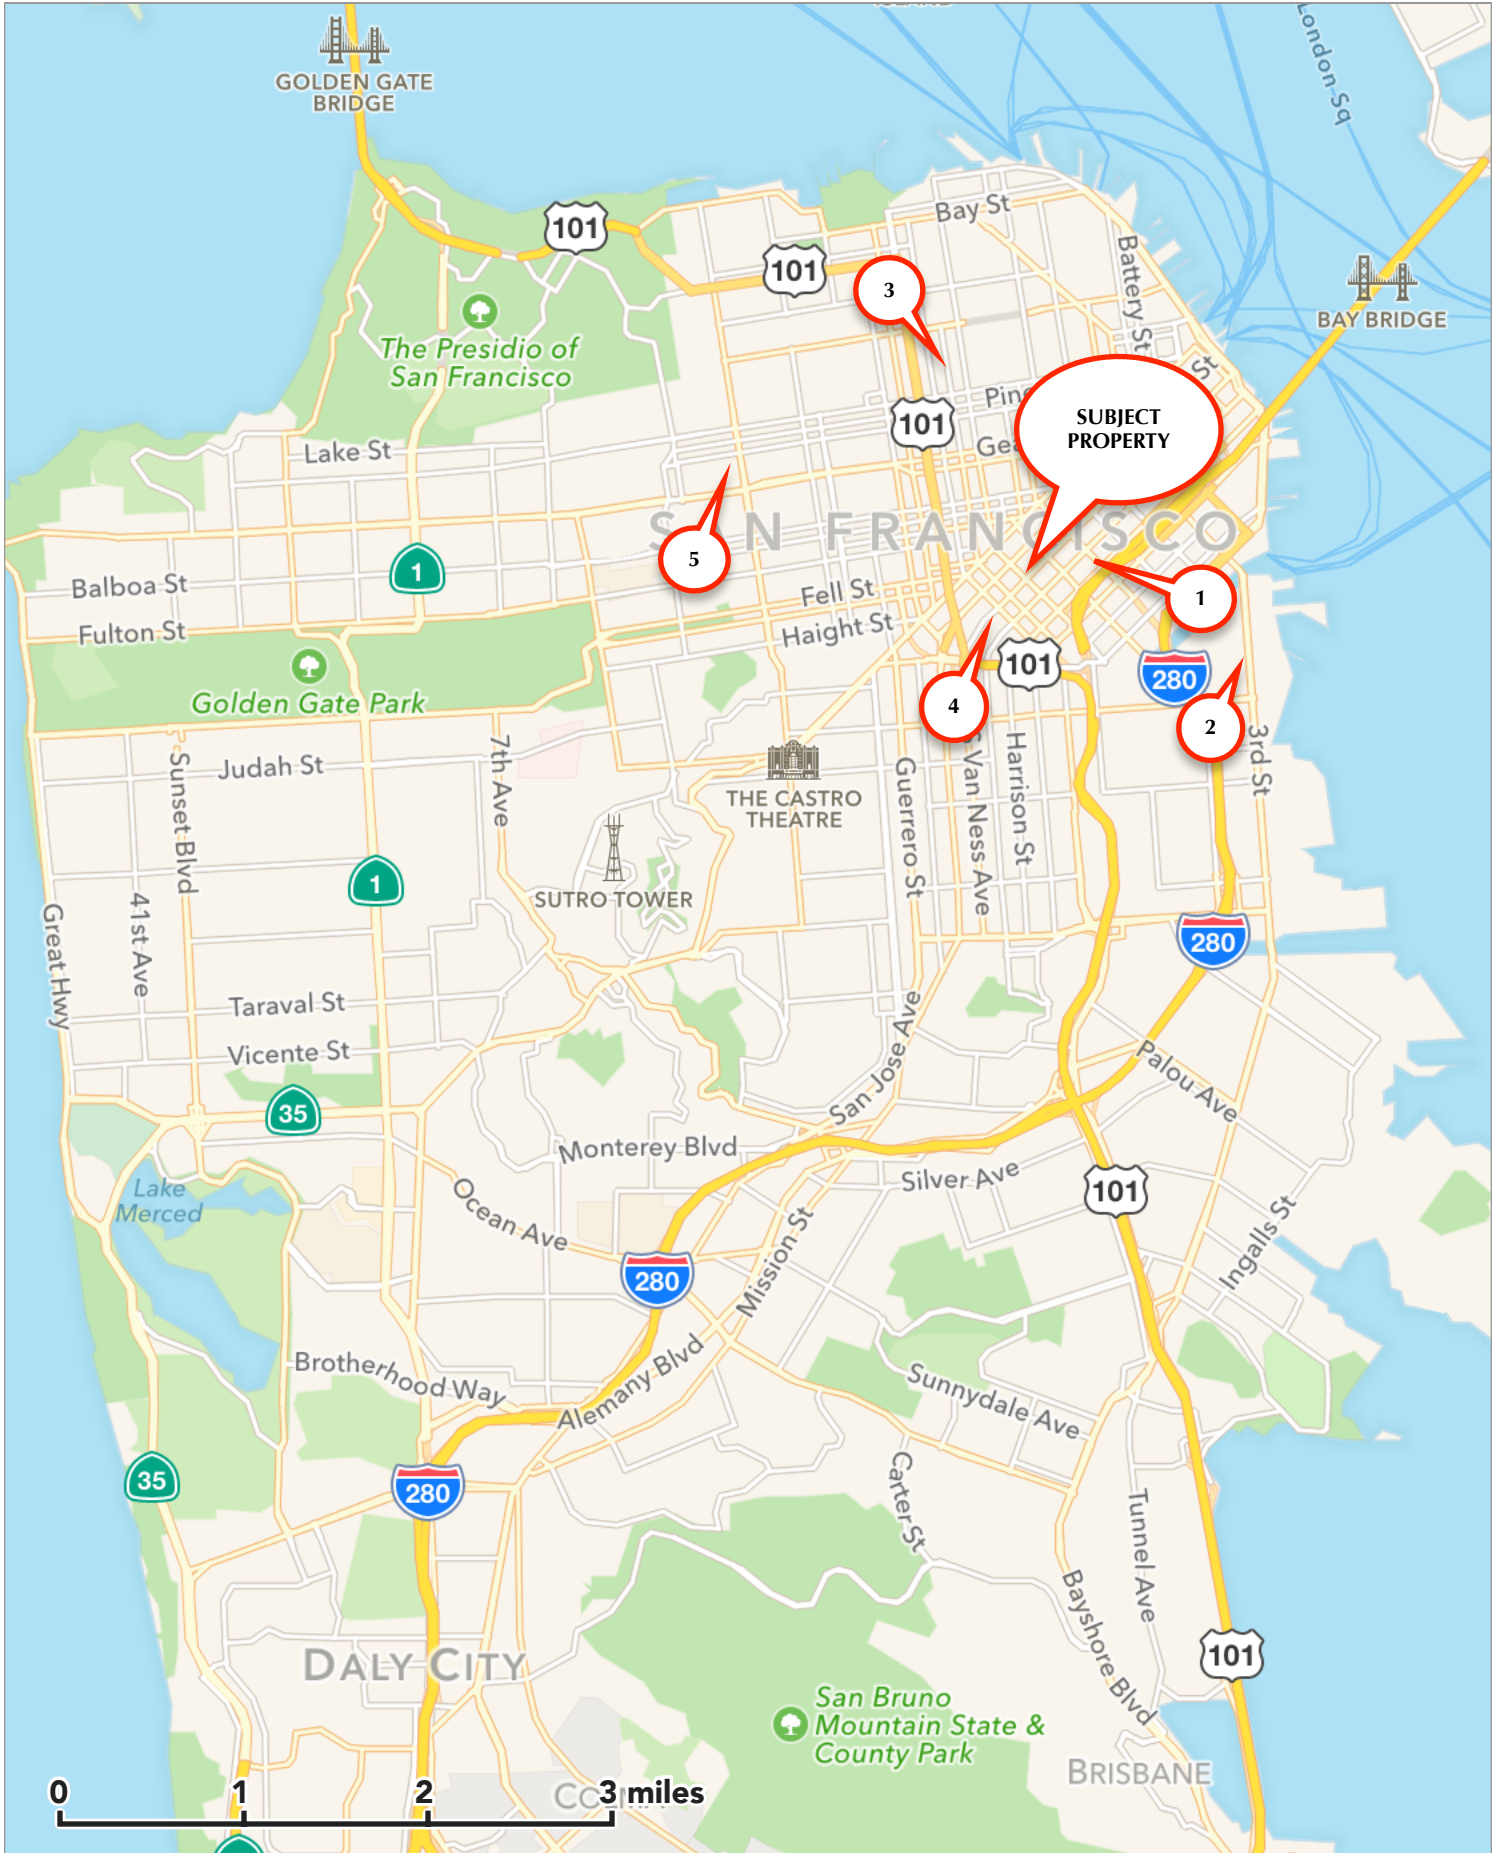 ISLAND
London Sq
GOLDEN GATE
BRIDGE
101
101
Bay St
Battery St
BAY BRIDGE
3
The Presidio of
San Francisco
St
Pine
SUBJECT
PROPERTY
101
Gea
Lake St
SAN FRANCISCO
5
1
Balboa St
Fell St
1
Fulton St
Haight St
101
280
Golden Gate Park
4
2
7th Ave
Judah St
Sunset Blvd
THE CASTRO
THEATRE
Guerrero St
S Van Ness Ave
Harrison St
3rd St
1
SUTRO TOWER
Great Hwy
41st Ave
280
Taraval St
Vicente St
San Jose Ave
Palou Ave
35
Monterey Blvd
Silver Ave
101
Lake
Merced
Ocean Ave
Mission St
Ingalls St
280
Brotherhood Way
Alemany Blvd
Sunnydale Ave
35
280
Carter St
Tunnel Ave
Bayshore Blvd
DALY CITY
101
San Bruno
Mountain State &
County Park
BRISBANE
0 1 2 3 miles